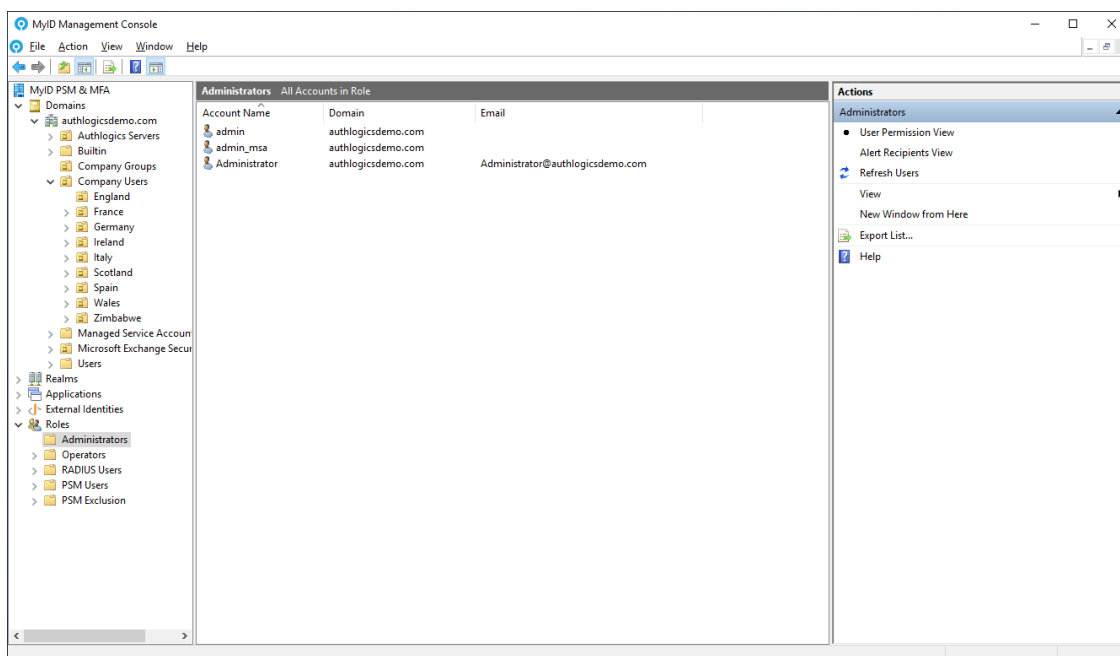 MyID Management Console
File Action View Window Help
MyID PSM & MFA
Domains
authlogicsdemo.com
Authlogics Servers
Builtin
Company Groups
Company Users
England
France
Germany
Ireland
Italy
Scotland
Spain
Wales
Zimbabwe
Managed Service Accoun
Microsoft Exchange Secur
Users
Realms
Applications
External Identities
Roles
Administrators
Operators
RADIUS Users
PSM Users
PSM Exclusion
Administrators All Accounts in Role
Account Name Domain Email
admin authlogicsdemo.com
admin_msa authlogicsdemo.com
Administrator authlogicsdemo.com Administrator@authlogicsdemo.com
Actions
Administrators
User Permission View
Alert Recipients View
Refresh Users
View
New Window from Here
Export List...
Help